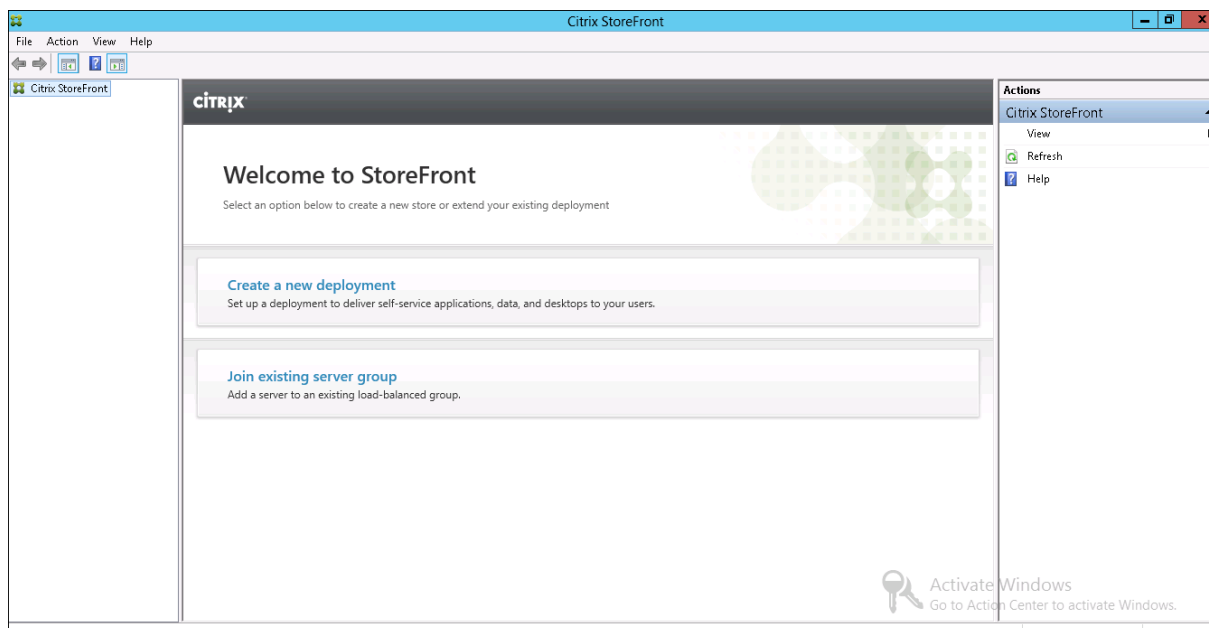 Citrix StoreFront
File Action View Help
Citrix StoreFront
CİTRIX
Welcome to StoreFront
Select an option below to create a new store or extend your existing deployment
Create a new deployment
Set up a deployment to deliver self-service applications, data, and desktops to your users.
Join existing server group
Add a server to an existing load-balanced group.
Actions
Citrix StoreFront
View
Refresh
Help
Activate Windows
Go to Action Center to activate Windows.